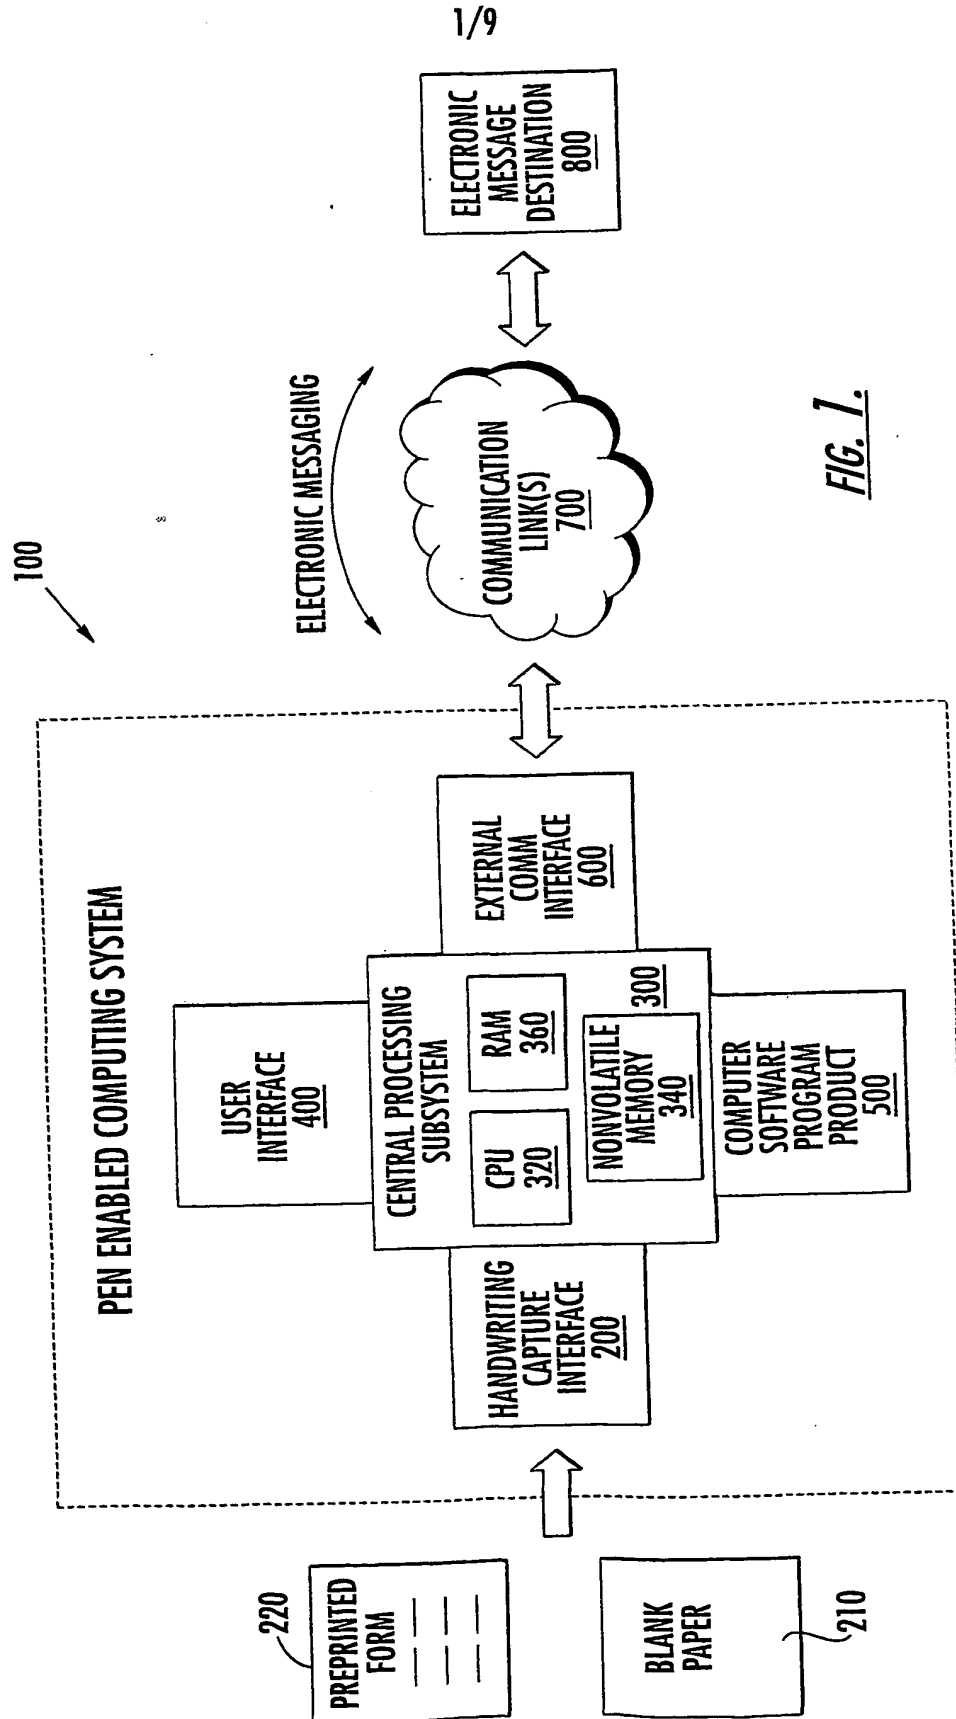 1/9
100
PEN ENABLED COMPUTING SYSTEM
220
PREPRINTED
FORM
BLANK
PAPER
210
HANDWRITING
CAPTURE
INTERFACE
200
USER
INTERFACE
400
CENTRAL PROCESSING
SUBSYSTEM
CPU
320
RAM
360
NONVOLATILE
MEMORY
340
300
COMPUTER
SOFTWARE
PROGRAM
PRODUCT
500
EXTERNAL
COMM
INTERFACE
600
ELECTRONIC MESSAGING
COMMUNICATION
LINK(S)
700
ELECTRONIC
MESSAGE
DESTINATION
800
FIG. 1.